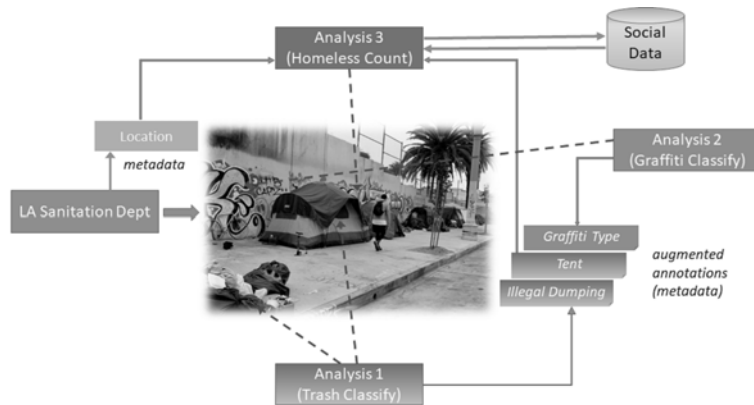 Analysis 3
(Homeless Count)
Social
Data
Location
metadata
Analysis 2
(Graffiti Classify)
LA Sanitation Dept
Graffiti Type
Tent
Illegal Dumping
augmented
annotations
(metadata)
Analysis 1
(Trash Classify)